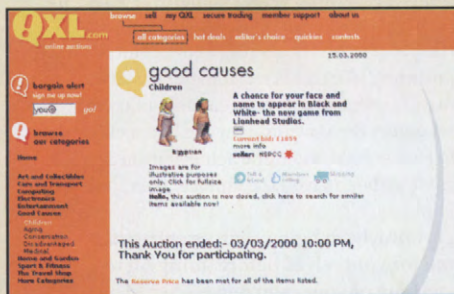 QXL.com
online auctions
browse sell my QXL secure trading member support about us
all categories hot deals editor's choice quickies contests
15.03.2000
bargain alert
sign me up now!
you@ go!
browse
our categories
Home
Art and Collectibles
Cars and Transport
Computing
Electronics
Entertainment
Good Causes
Children
Aging
Conservation
Disadvantaged
Medical
Home and Garden
Sport & Fitness
The Travel Shop
More Categories
good causes
Children
Egyptian
Images are for
illustrative purposes
only. Click for fullsize
image.
A chance for your face and
name to appear in Black and
White- the new game from
Lionhead Studios.
Current bid:
more info
seller: NSPCC
Hello, this auction is now closed, click here to search for similar
items available now!
This Auction ended:- 03/03/2000 10:00 PM,
Thank You for participating.
The Reserve Price has been met for all of the items listed.